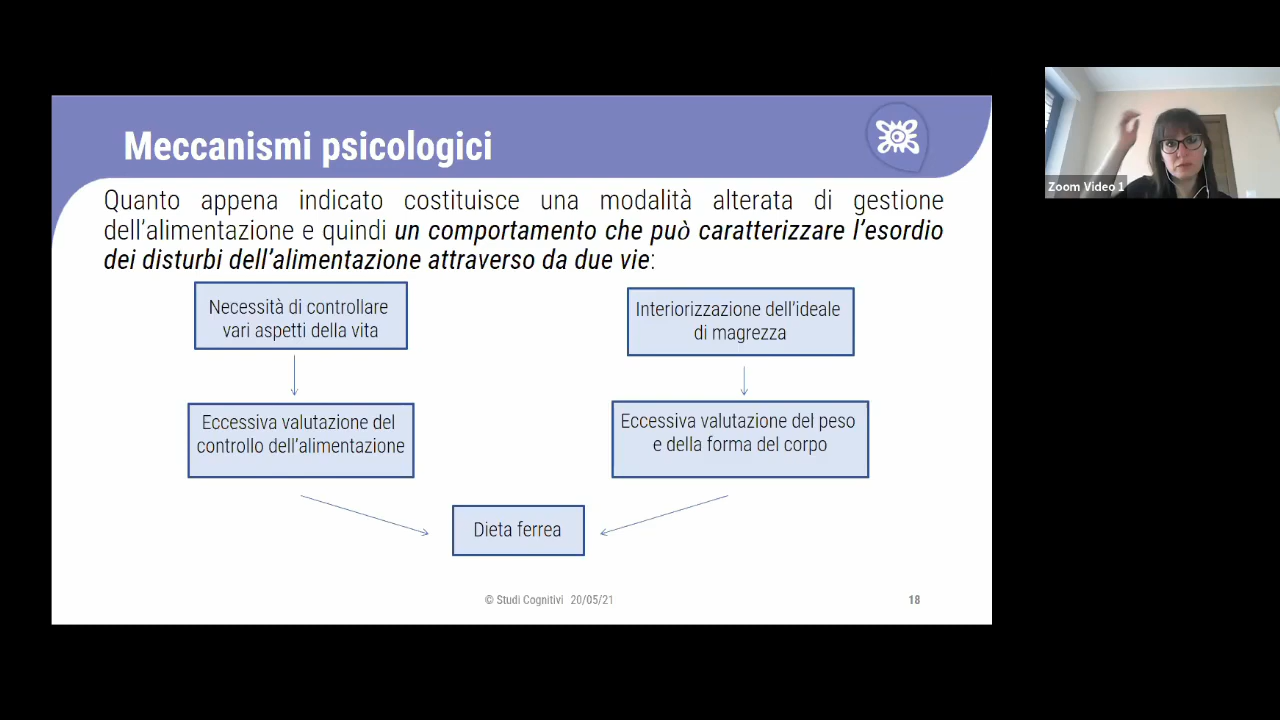 Meccanismi psicologici
Quanto appena indicato costituisce una modalità alterata di gestione
dell'alimentazione e quindi un comportamento che può caratterizzare l'esordio
dei disturbi dell'alimentazione attraverso da due vie:
Necessità di controllare
vari aspetti della vita
Interiorizzazione dell'ideale
di magrezza
Eccessiva valutazione del
controllo dell'alimentazione
Eccessiva valutazione del peso
e della forma del corpo
Dieta ferrea
© Studi Cognitivi 20/05/21
18
Zoom Video 1